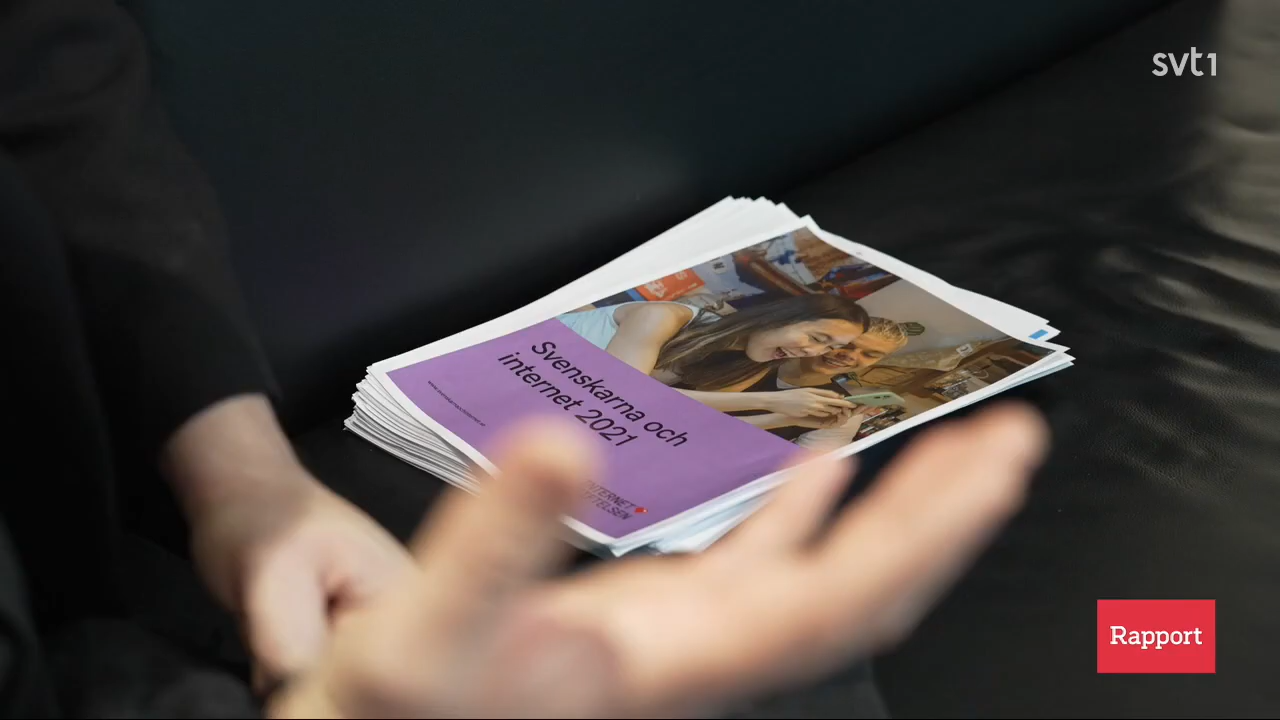 svt1
Svenskarna och
internet 2021
Rapport